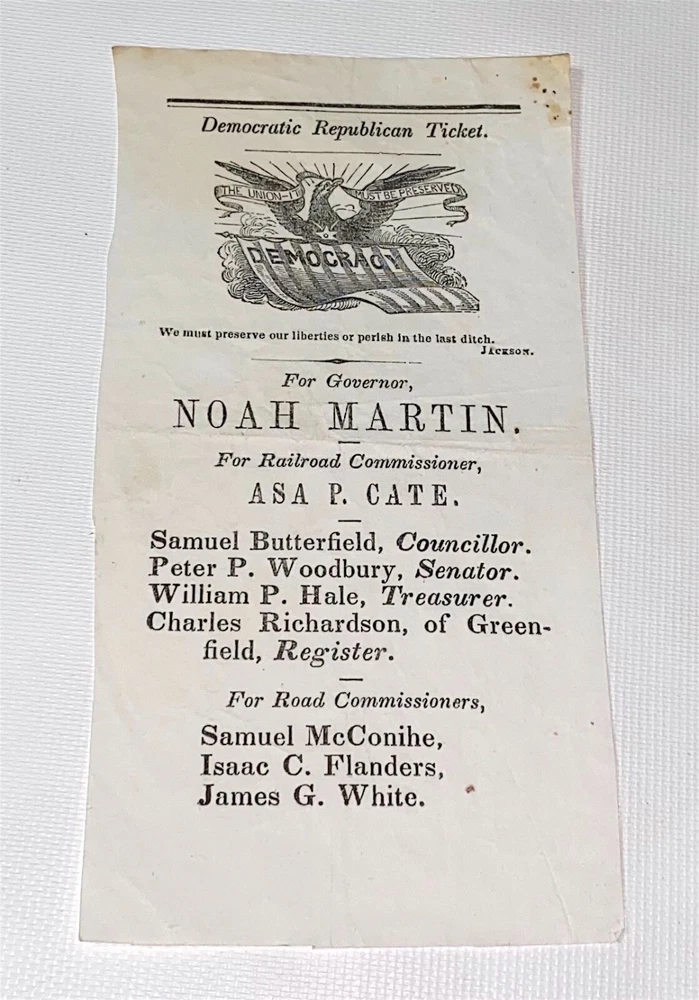 Democratic Republican Ticket.
THE UNION-IT MUST BE PRESERVED
DEMOCRACY
We must preserve our liberties or perish in the last ditch.
JACKSON.
For Governor,
NOAH MARTIN.
For Railroad Commissioner,
ASA P. CATE.
Samuel Butterfield, Councillor.
Peter P. Woodbury, Senator.
William P. Hale, Treasurer.
Charles Richardson, of Green-
field, Register.
For Road Commissioners,
Samuel McConihe,
Isaac C. Flanders,
James G. White.